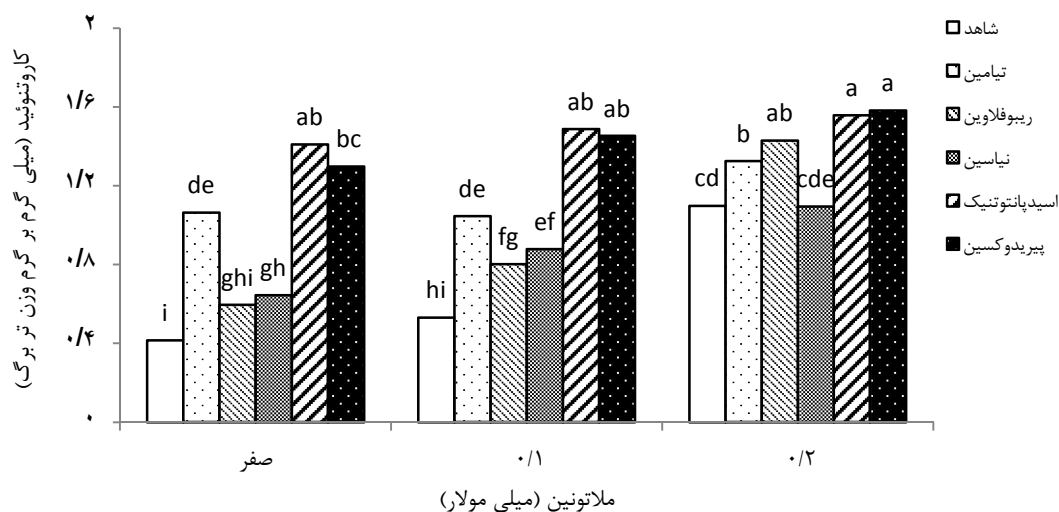 کاروتنوئید (میلی گرم بر گرم وزن تر برگ)
۲
۱/۶
۱/۲
۰/۸
۰/۴
۰
i
de
ghi
gh
ab
bc
hi
de
fg
ef
ab
ab
cd
b
ab
cde
a
a
صفر
۰/۱
۰/۲
ملاتونین (میلی مولار)
شاهد
تیامین
ریبوفلاوین
نیاسین
اسیدپانتوتنیک
پیریدوکسین